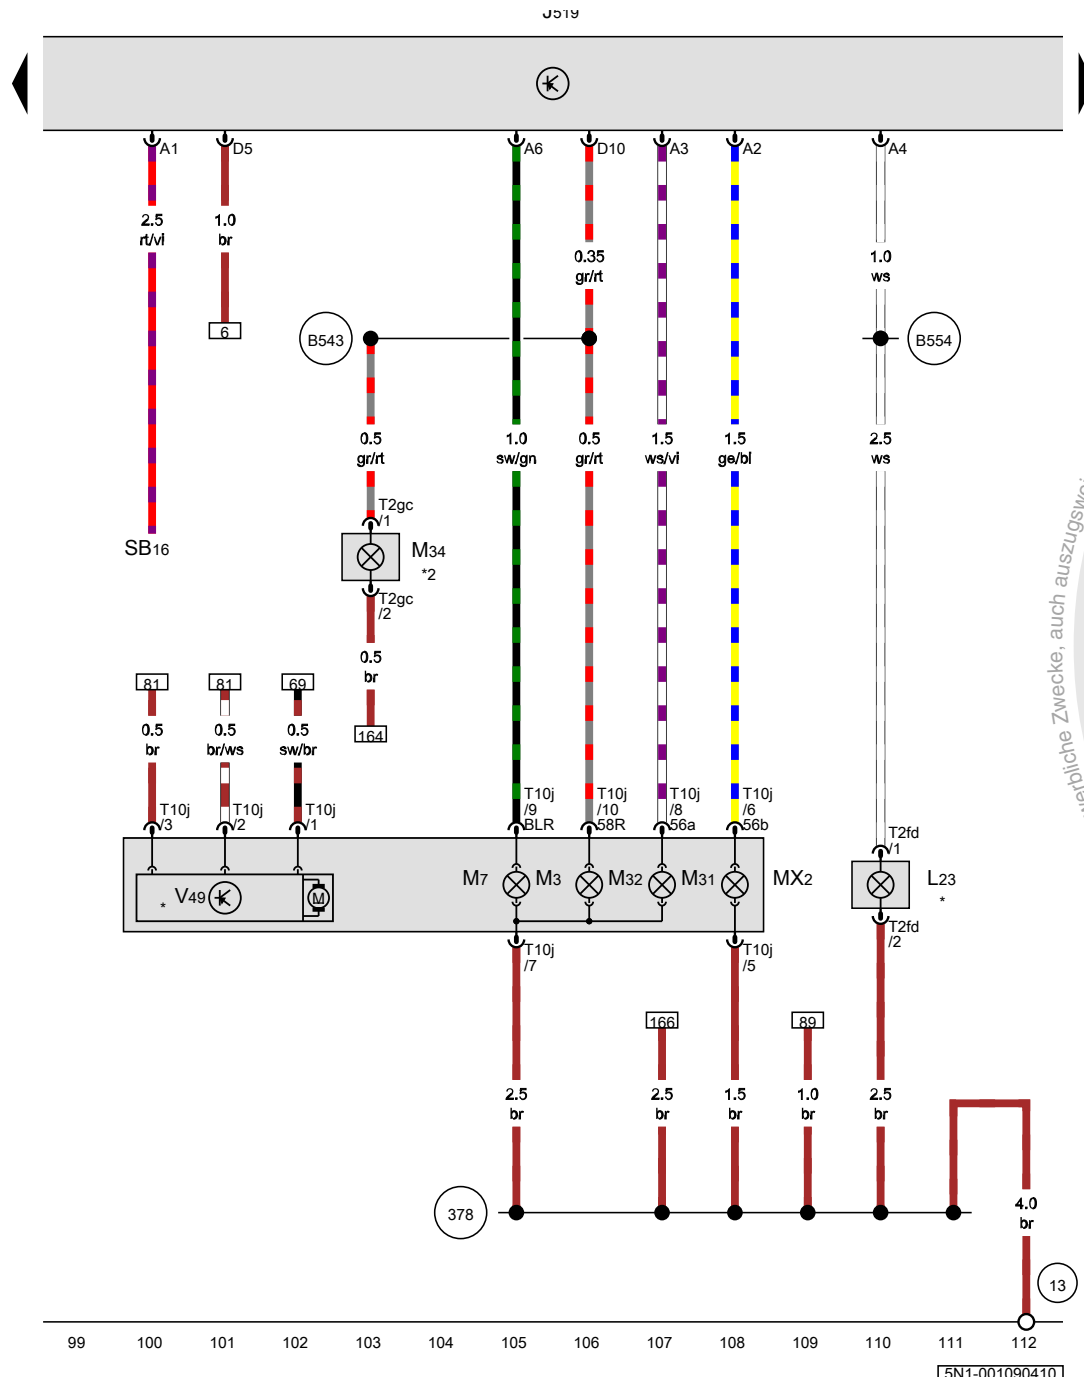 J519
A1
D5
A6
D10
A3
A2
A4
2.5
rt/vi
1.0
br
0.35
gr/rt
1.0
ws
6
B543
B554
0.5
gr/rt
1.0
sw/gn
0.5
gr/rt
1.5
ws/vi
1.5
ge/bl
2.5
ws
T2gc
/1
SB16
M34
*2
T2gc
/2
0.5
br
81
81
69
164
0.5
br
0.5
br/ws
0.5
sw/br
T10j
/3
T10j
/2
T10j
/1
T10j
/9
BLR
T10j
/10
58R
T10j
/8
56a
T10j
/6
56b
T2fd
/1
* V49
M
M7
M3
M32
M31
MX2
L23
*
T10j
/7
T10j
/5
T2fd
/2
166
89
2.5
br
2.5
br
1.5
br
1.0
br
2.5
br
378
4.0
br
13
99 100 101 102 103 104 105 106 107 108 109 110 111 112
5N1-001090410
erbliche Zwecke, auch auszugswei